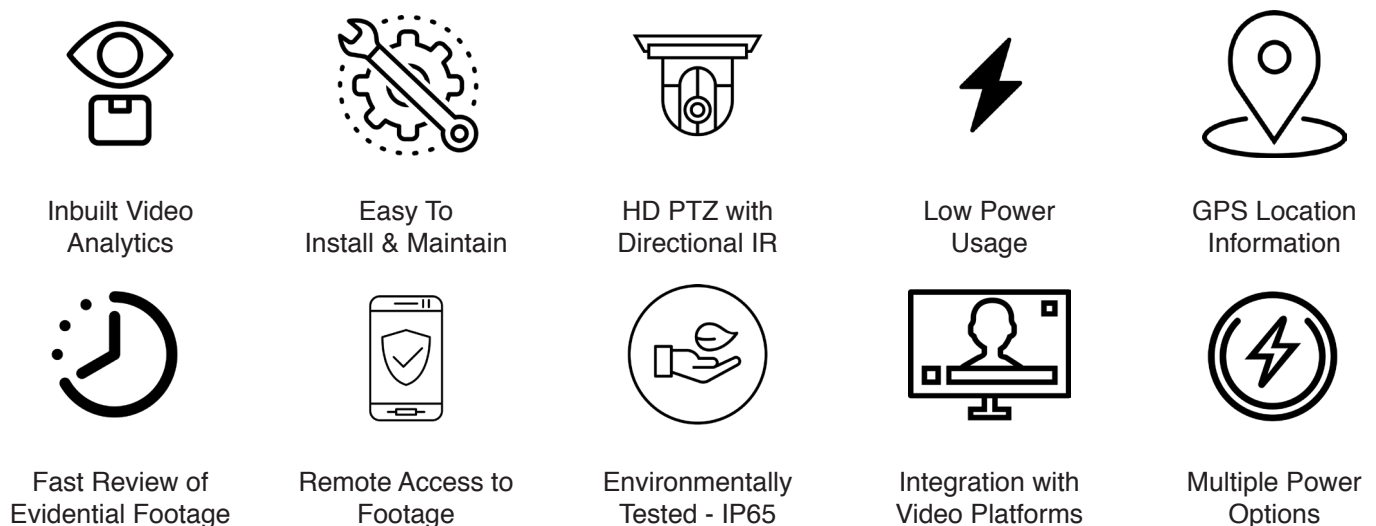 Inbuilt Video
Analytics
Easy To
Install & Maintain
HD PTZ with
Directional IR
Low Power
Usage
GPS Location
Information
Fast Review of
Evidential Footage
Remote Access to
Footage
Environmentally
Tested - IP65
Integration with
Video Platforms
Multiple Power
Options